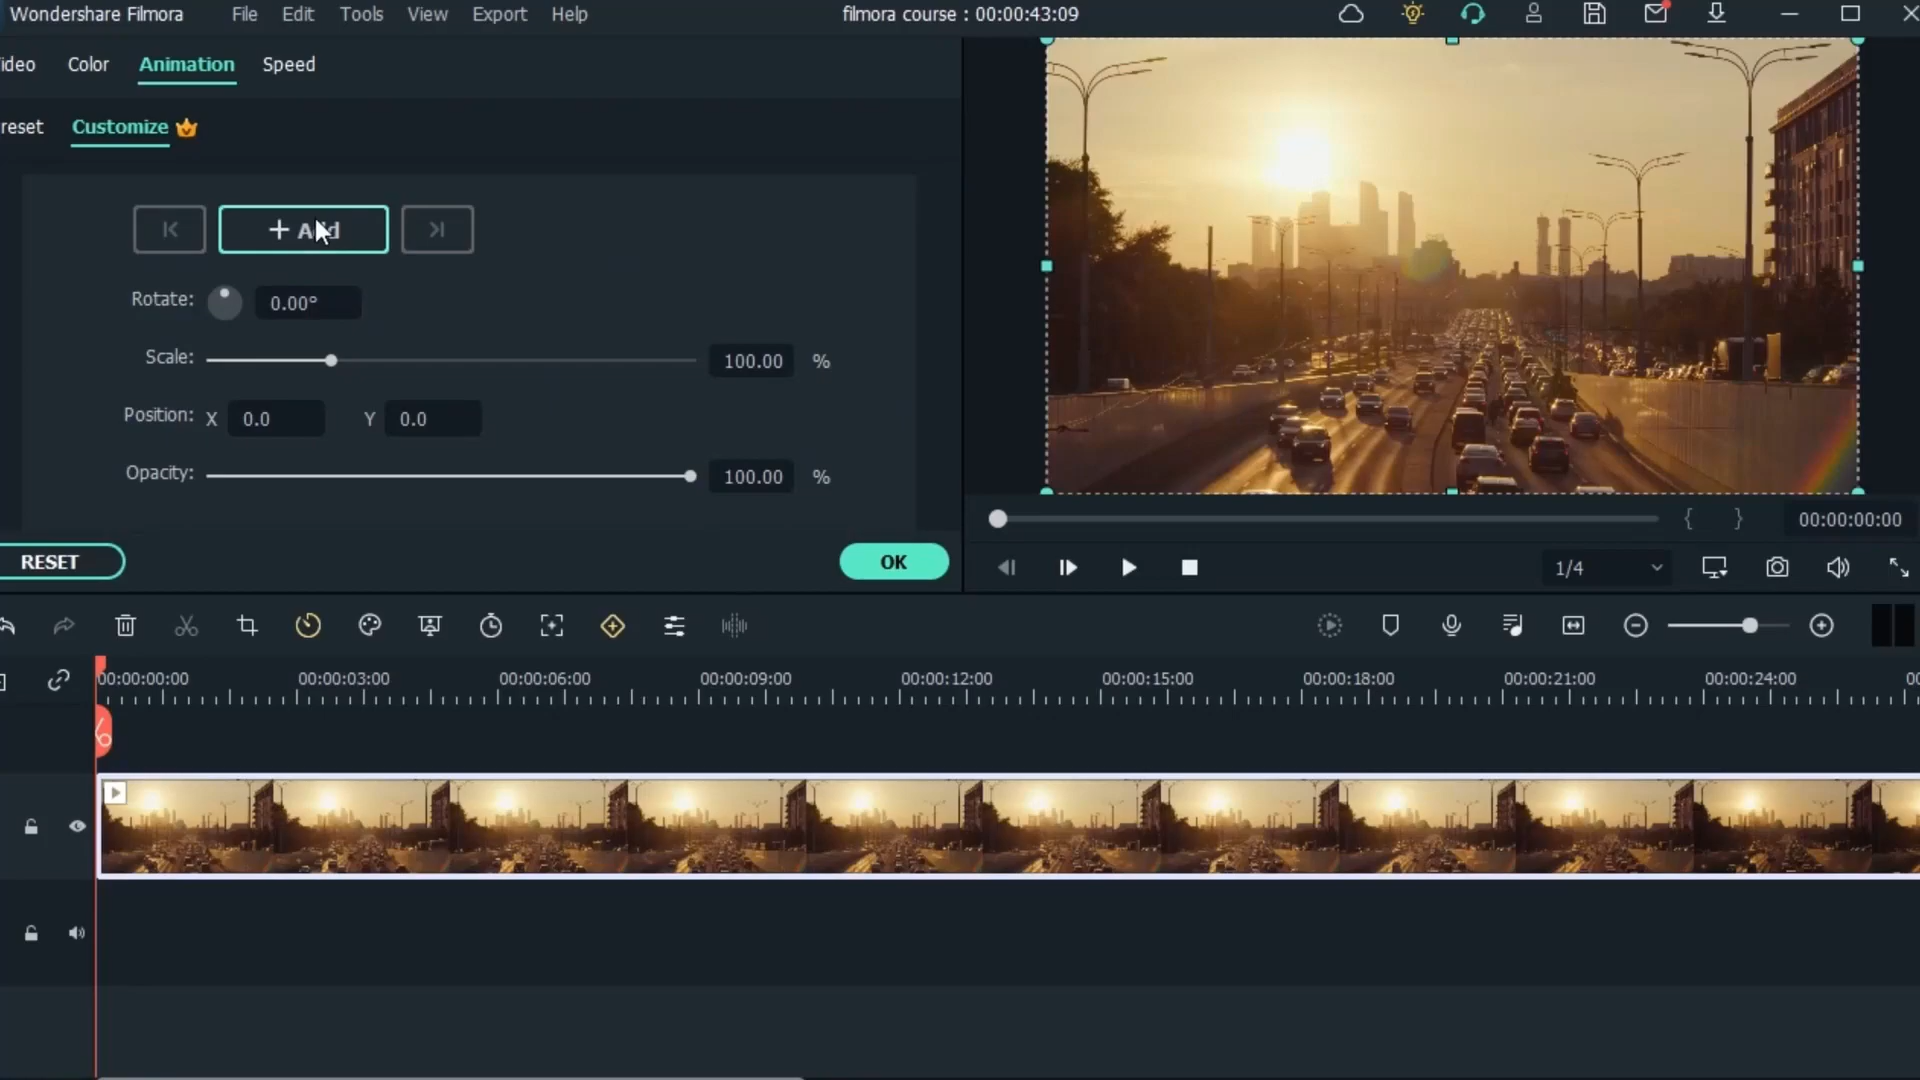 Wondershare Filmora File Edit Tools View Export Help filmora course : 00:00:43:09
ideo Color Animation Speed
reset Customize
+ Add
Rotate: 0.00°
Scale: 100.00 %
Position: X 0.0 Y 0.0
Opacity: 100.00 %
RESET OK
{ } 00:00:00:00
1/4
00:00:00:00 00:00:03:00 00:00:06:00 00:00:09:00 00:00:12:00 00:00:15:00 00:00:18:00 00:00:21:00 00:00:24:00 00